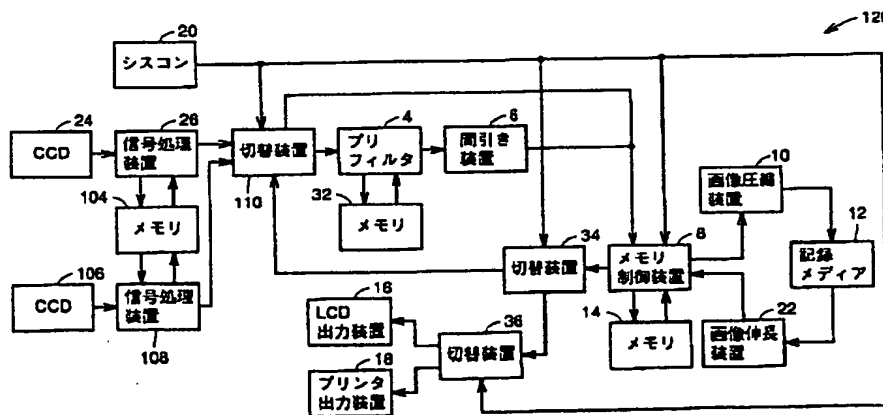 120
20
シスコン
24
CCD
26
信号処理
装置
切替装置
110
4
プリ
フィルタ
6
間引き
装置
10
画像圧縮
装置
104
メモリ
32
メモリ
34
切替装置
8
メモリ
制御装置
12
記録
メディア
106
CCD
信号処理
装置
108
16
LCD
出力装置
36
切替装置
14
メモリ
22
画像伸長
装置
18
プリンタ
出力装置